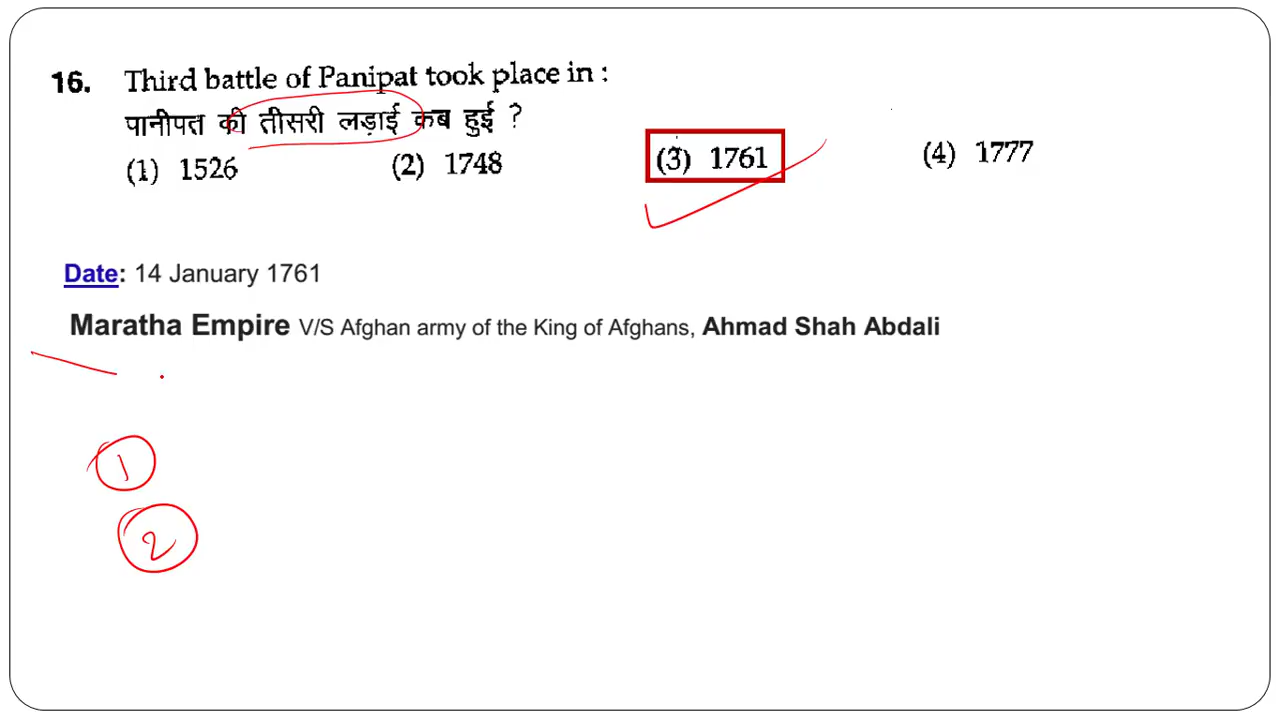 16. Third battle of Panipat took place in :
पानीपत की तीसरी लड़ाई कब हुई ?
(1) 1526 (2) 1748 (3) 1761 (4) 1777
Date: 14 January 1761
Maratha Empire V/S Afghan army of the King of Afghans, Ahmad Shah Abdali
1
2